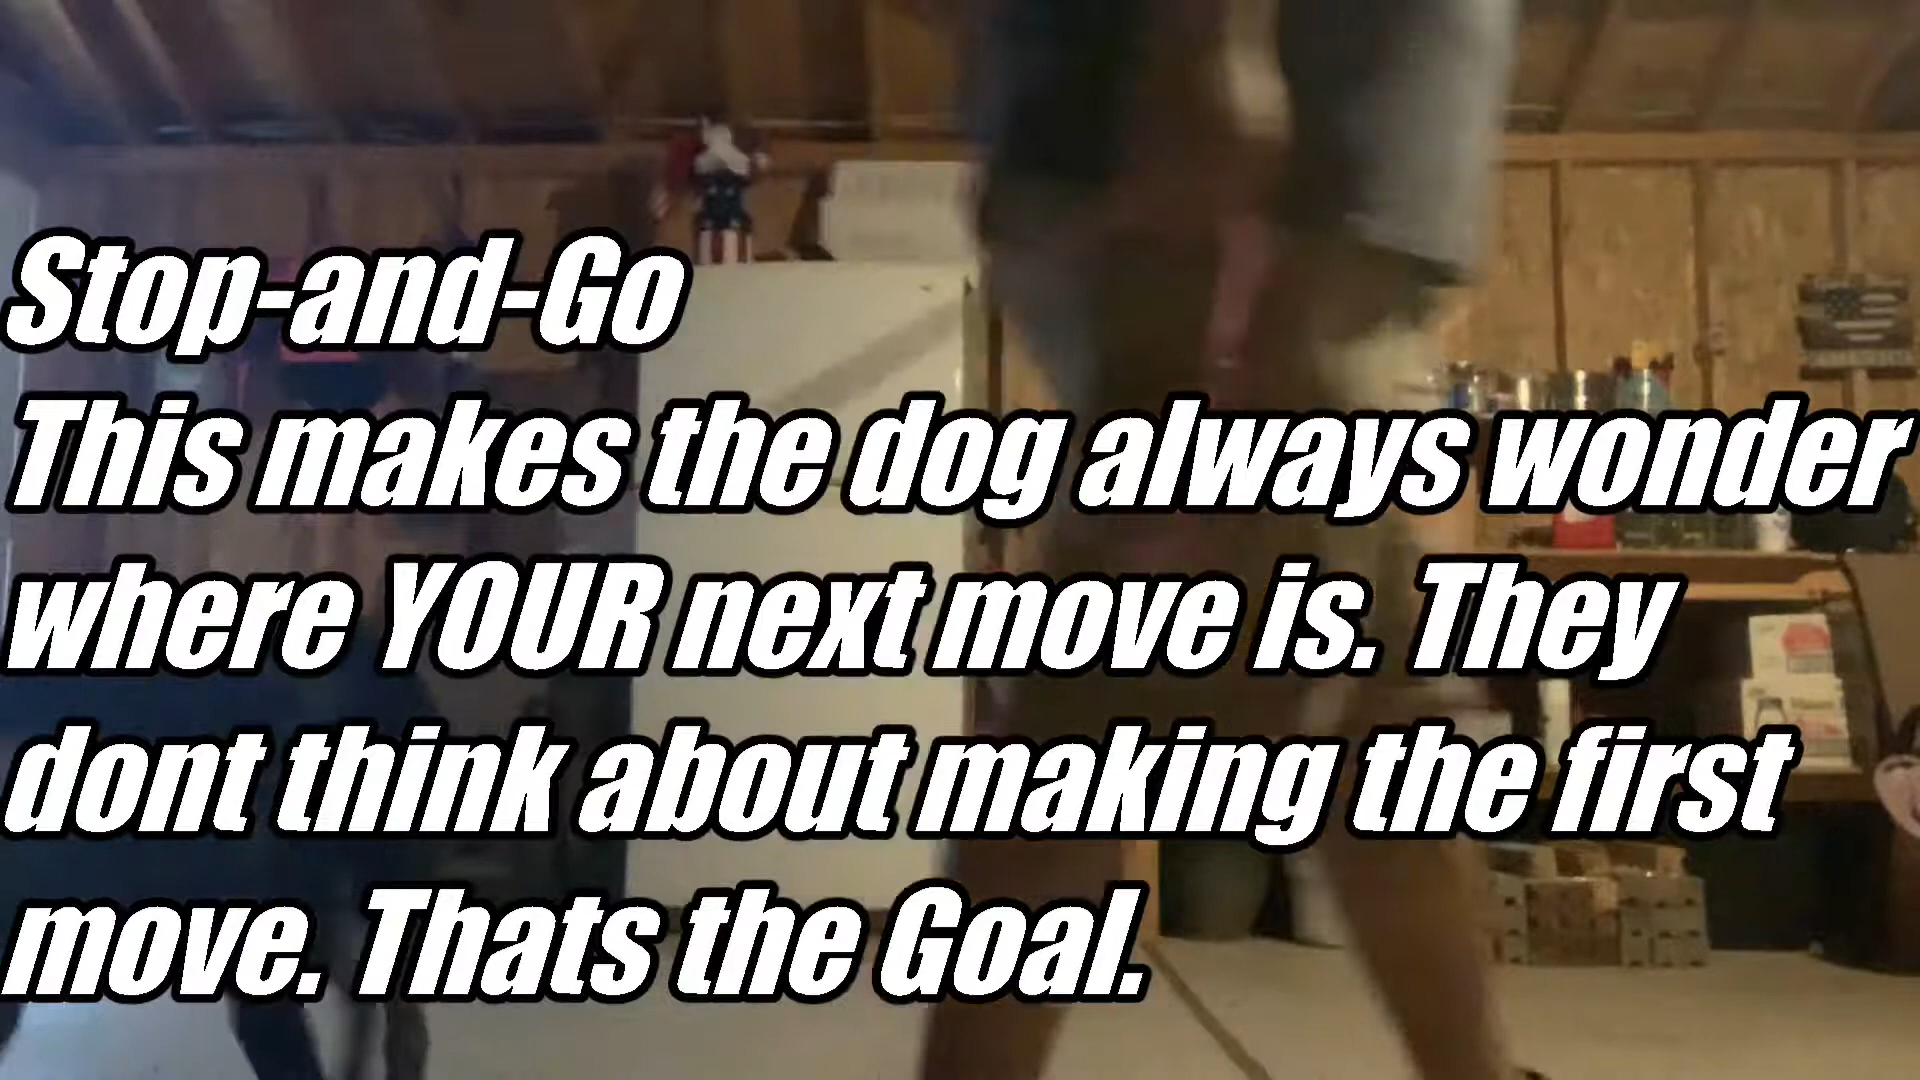 Stop-and-Go
This makes the dog always wonder
where YOUR next move is. They
dont think about making the first
move. Thats the Goal.